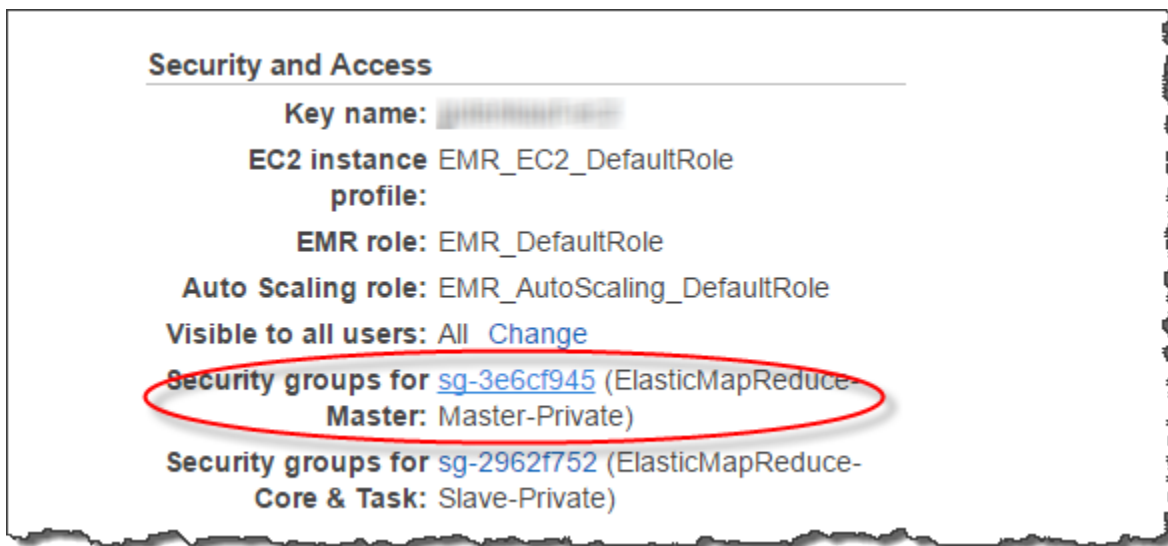 Security and Access
Key name:
EC2 instance EMR_EC2_DefaultRole
profile:
EMR role: EMR_DefaultRole
Auto Scaling role: EMR_AutoScaling_DefaultRole
Visible to all users: All Change
Security groups for sg-3e6cf945 (ElasticMapReduce-
Master: Master-Private)
Security groups for sg-2962f752 (ElasticMapReduce-
Core & Task: Slave-Private)